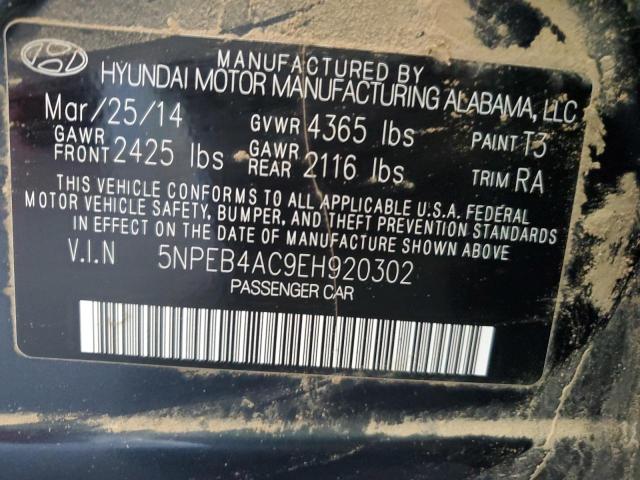 MANUFACTURED BY
HYUNDAI MOTOR MANUFACTURING ALABAMA, LLC
Mar/25/14 GVWR 4365 lbs PAINT T3
GAWR FRONT 2425 lbs GAWR REAR 2116 lbs TRIM RA
THIS VEHICLE CONFORMS TO ALL APPLICABLE U.S.A. FEDERAL
MOTOR VEHICLE SAFETY, BUMPER, AND THEFT PREVENTION STANDARDS
IN EFFECT ON THE DATE OF MANUFACTURE SHOWN ABOVE.
V.I.N 5NPEB4AC9EH920302
PASSENGER CAR